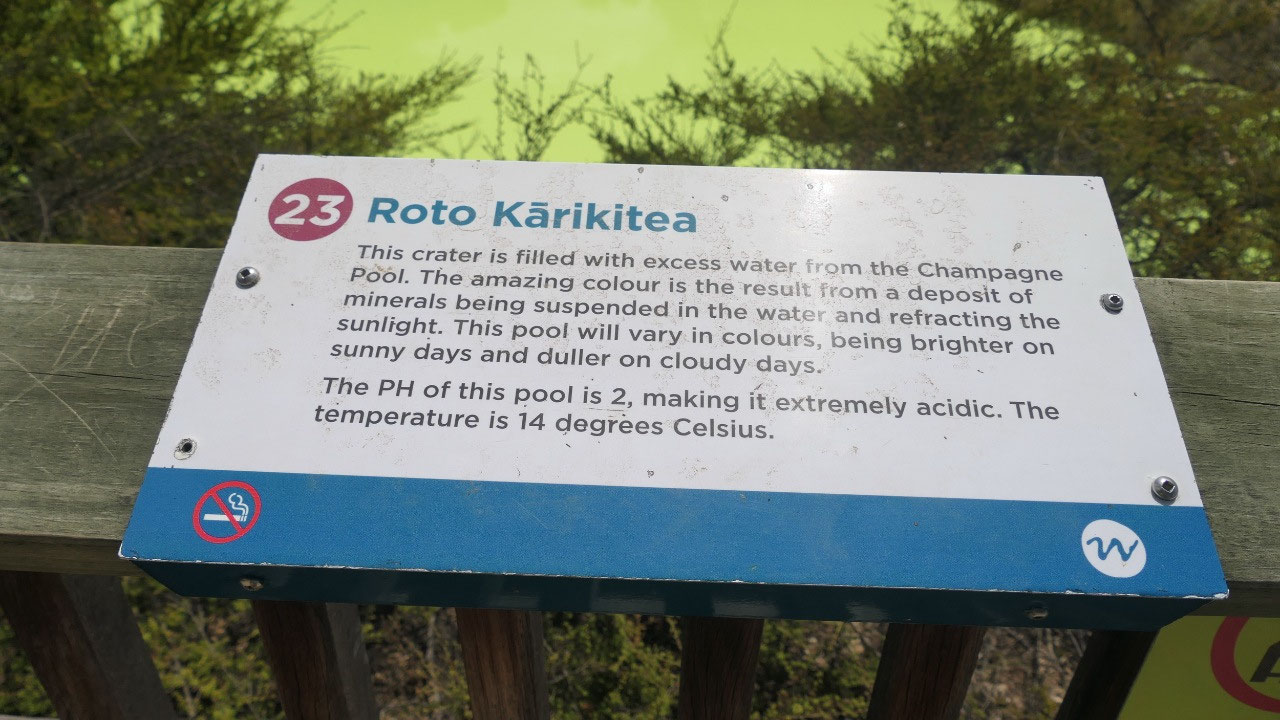 23 Roto Kārikitea
This crater is filled with excess water from the Champagne
Pool. The amazing colour is the result from a deposit of
minerals being suspended in the water and refracting the
sunlight. This pool will vary in colours, being brighter on
sunny days and duller on cloudy days.
The PH of this pool is 2, making it extremely acidic. The
temperature is 14 degrees Celsius.
W